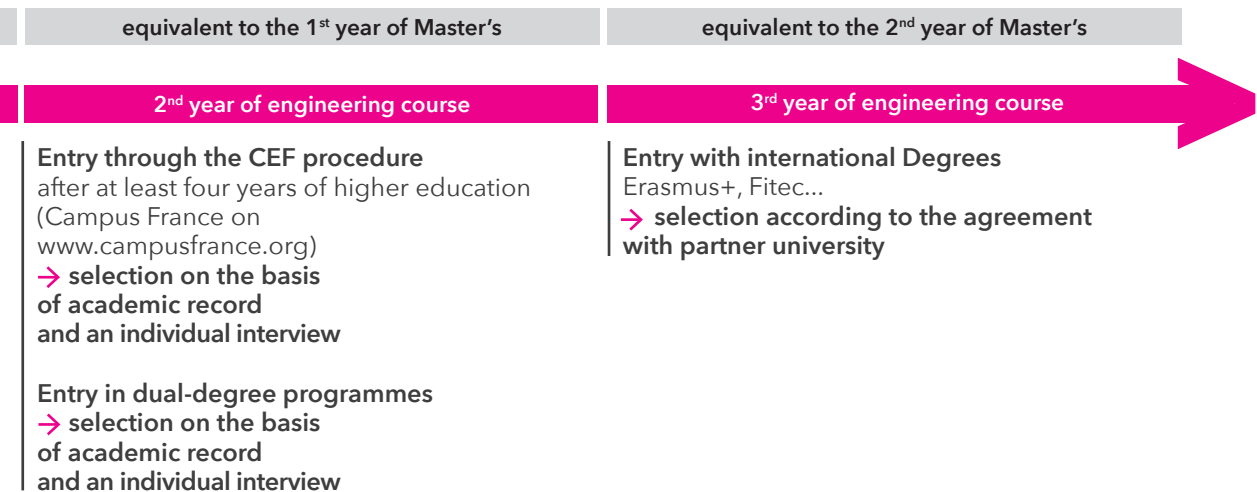 equivalent to the 1st year of Master's
equivalent to the 2nd year of Master's
2nd year of engineering course
3rd year of engineering course
Entry through the CEF procedure
after at least four years of higher education
(Campus France on
www.campusfrance.org)
→ selection on the basis
of academic record
and an individual interview
Entry in dual-degree programmes
→ selection on the basis
of academic record
and an individual interview
Entry with international Degrees
Erasmus+, Fitec...
→ selection according to the agreement
with partner university